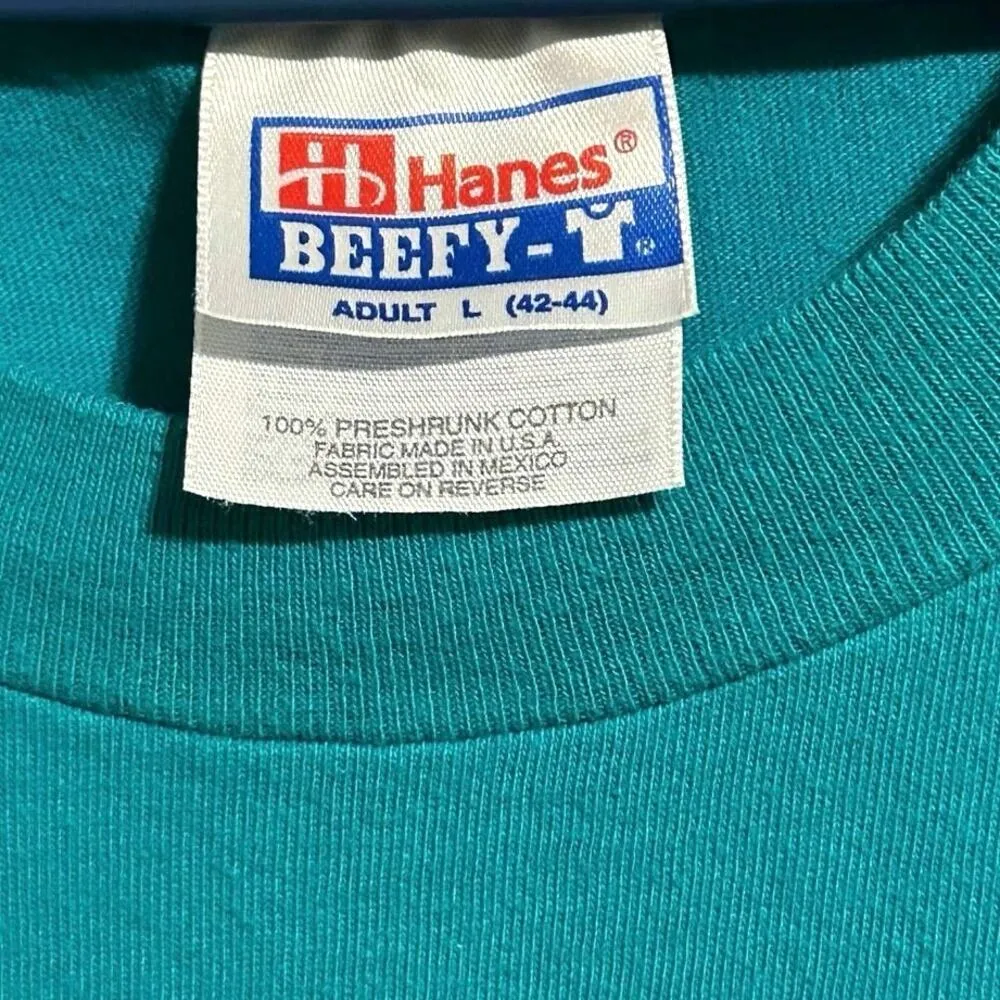 Hanes®
BEEFY-T®
ADULT L (42-44)
100% PRESHRUNK COTTON
FABRIC MADE IN U.S.A.
ASSEMBLED IN MEXICO
CARE ON REVERSE